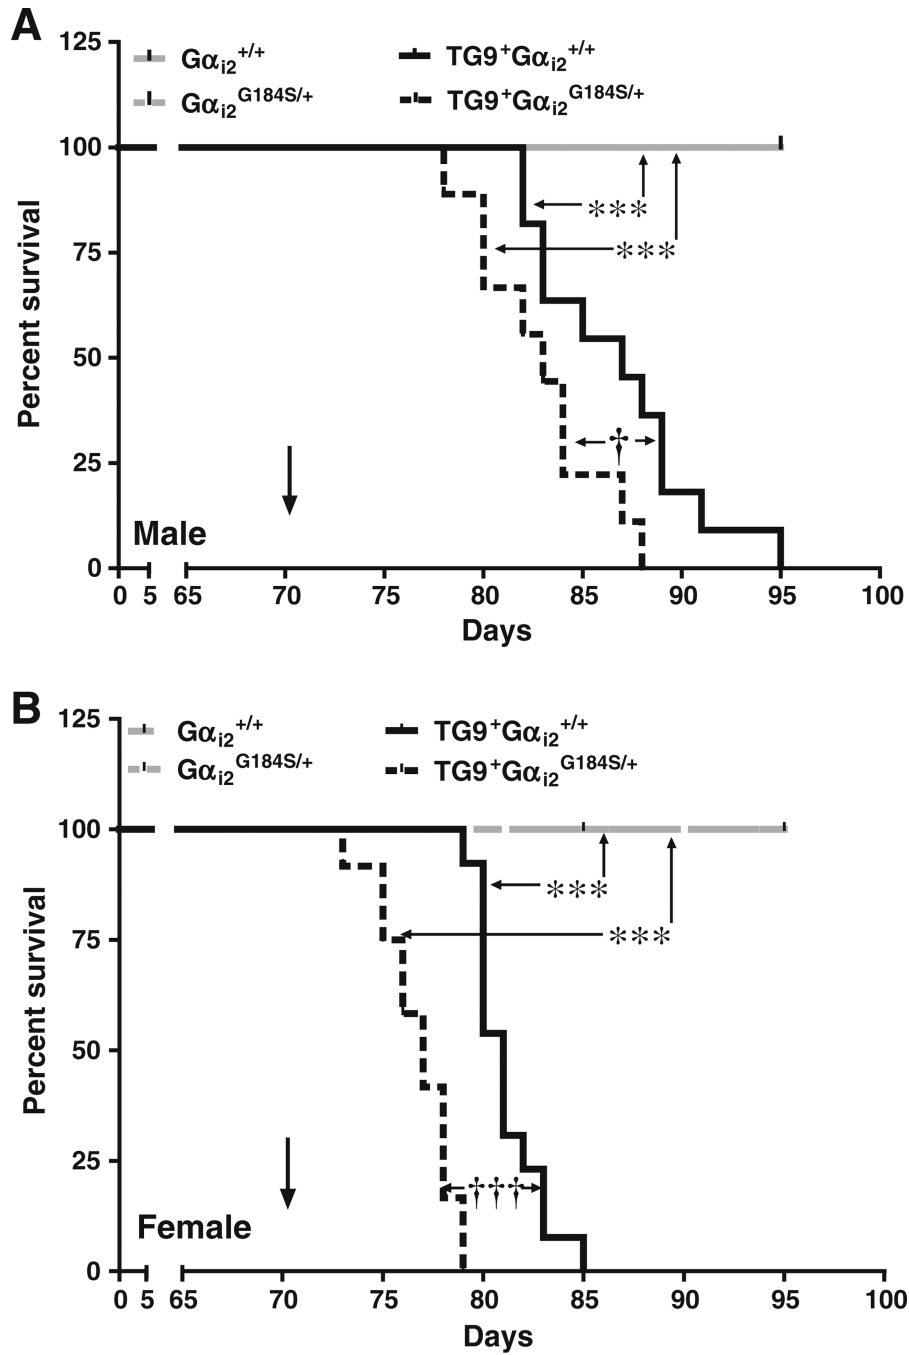 A
125
Gαi2+/+ TG9+Gαi2+/+
Gαi2G184S/+ TG9+Gαi2G184S/+
100
***
75
***
Percent survival
50
†
25
Male
0
0 5 65 70 75 80 85 90 95 100
Days
B
125
Gαi2+/+ TG9+Gαi2+/+
Gαi2G184S/+ TG9+Gαi2G184S/+
100
***
75
***
Percent survival
50
25
†††
Female
0
0 5 65 70 75 80 85 90 95 100
Days